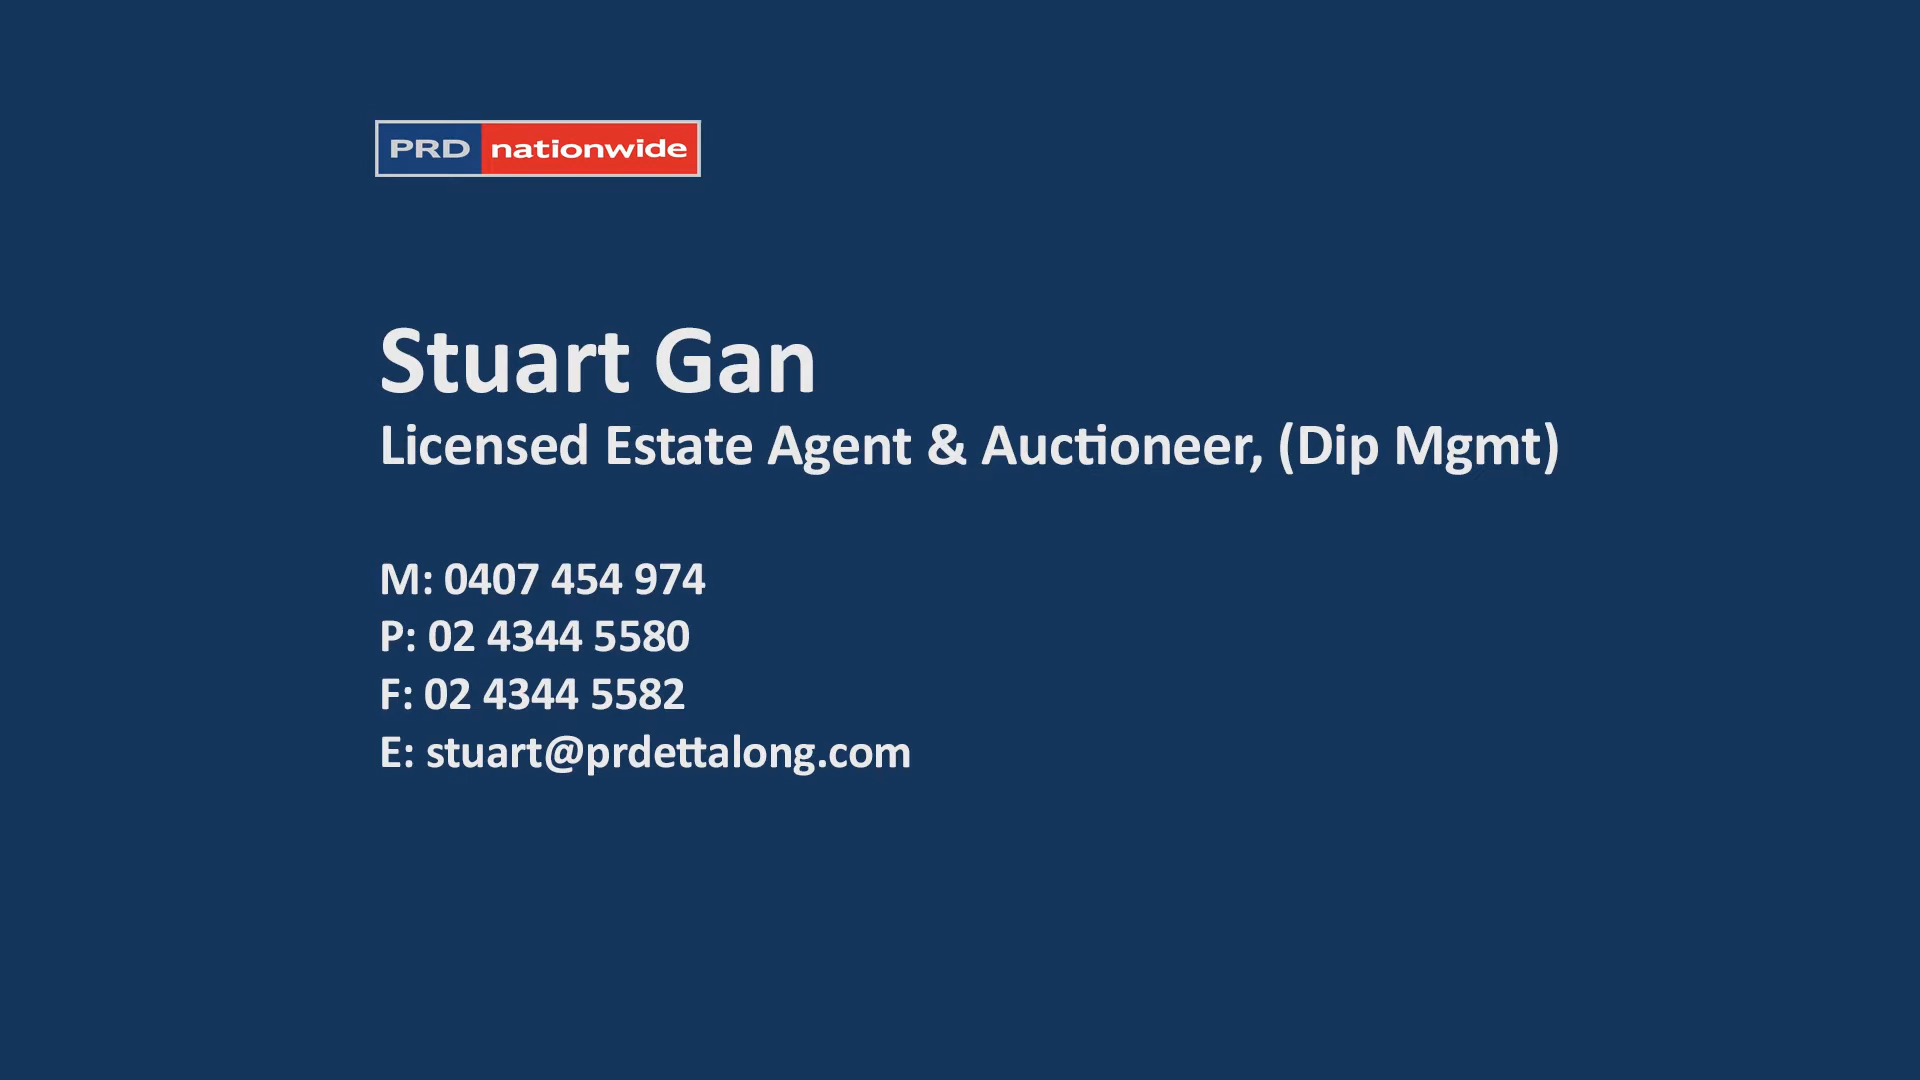 PRD nationwide
Stuart Gan
Licensed Estate Agent & Auctioneer, (Dip Mgmt)
M: 0407 454 974
P: 02 4344 5580
F: 02 4344 5582
E: stuart@prdettalong.com